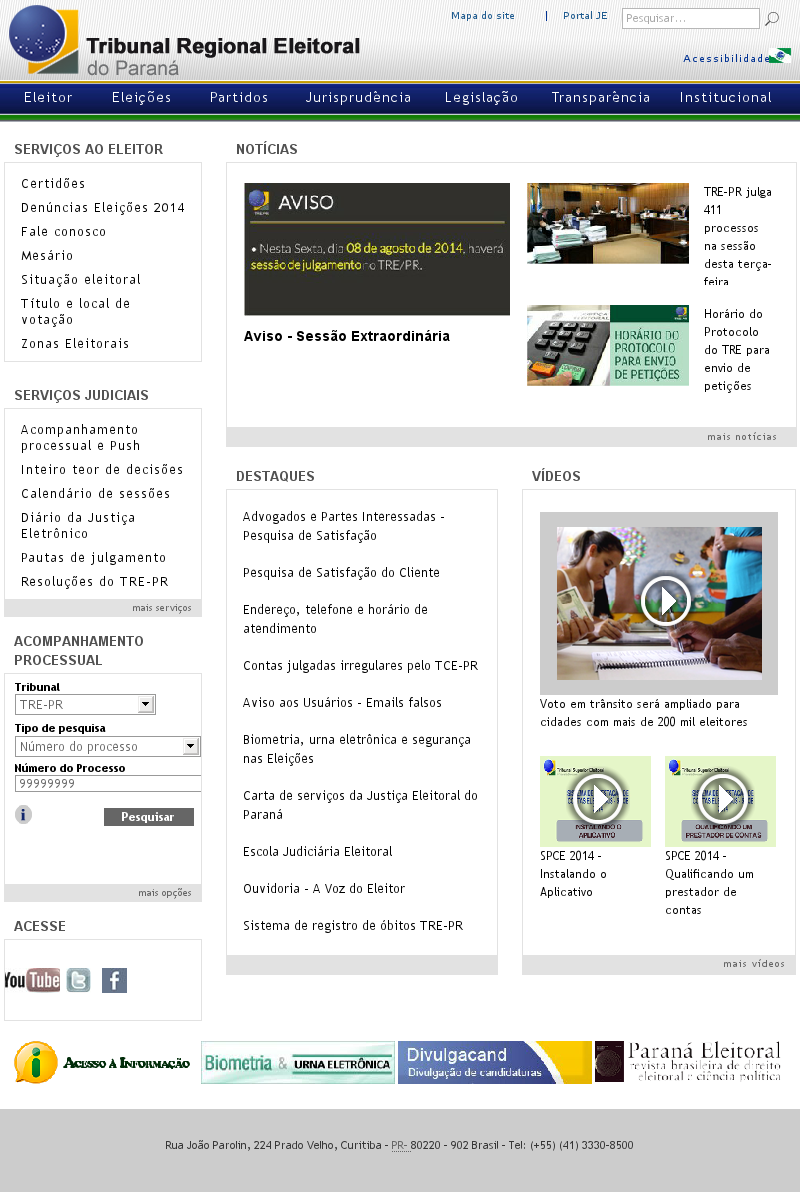 Mapa do site
Portal JE
Pesquisar...
Tribunal Regional Eleitoral
do Paraná
Acessibilidade
Eleitor
Eleições
Partidos
Jurisprudência
Legislação
Transparência
Institucional
SERVIÇOS AO ELEITOR
Certidões
Denúncias Eleições 2014
Fale conosco
Mesário
Situação eleitoral
Título e local de
votação
Zonas Eleitorais
SERVIÇOS JUDICIAIS
Acompanhamento
processual e Push
Inteiro teor de decisões
Calendário de sessões
Diário da Justiça
Eletrônico
Pautas de julgamento
Resoluções do TRE-PR
mais serviços
ACOMPANHAMENTO
PROCESSUAL
Tribunal
TRE-PR
Tipo de pesquisa
Número do processo
Número do Processo
99999999
Pesquisar
mais opções
ACESSE
YouTube
NOTÍCIAS
TRE/PR
AVISO
• Nesta Sexta, dia 08 de agosto de 2014, haverá
sessão de julgamento no TRE/PR.
Aviso - Sessão Extraordinária
TRE-PR julga
411
processos
na sessão
desta terça-
feira
HORÁRIO DO
PROTOCOLO
PARA ENVIO
DE PETIÇÕES
Horário do
Protocolo
do TRE para
envio de
petições
mais notícias
DESTAQUES
Advogados e Partes Interessadas -
Pesquisa de Satisfação
Pesquisa de Satisfação do Cliente
Endereço, telefone e horário de
atendimento
Contas julgadas irregulares pelo TCE-PR
Aviso aos Usuários - Emails falsos
Biometria, urna eletrônica e segurança
nas Eleições
Carta de serviços da Justiça Eleitoral do
Paraná
Escola Judiciária Eleitoral
Ouvidoria - A Voz do Eleitor
Sistema de registro de óbitos TRE-PR
VÍDEOS
Voto em trânsito será ampliado para
cidades com mais de 200 mil eleitores
Tribunal Superior Eleitoral
INSTALANDO O
APLICATIVO
SPCE 2014 -
Instalando o
Aplicativo
Tribunal Superior Eleitoral
QUALIFICANDO UM
PRESTADOR DE CONTAS
SPCE 2014 -
Qualificando um
prestador de
contas
mais vídeos
ACESSO À INFORMAÇÃO
Biometria & URNA ELETRÔNICA
Divulgacand
Divulgação de candidaturas
Paraná Eleitoral
revista brasileira de direito
eleitoral e ciência política
Rua João Parolin, 224 Prado Velho, Curitiba - PR- 80220 - 902 Brasil - Tel: (+55) (41) 3330-8500